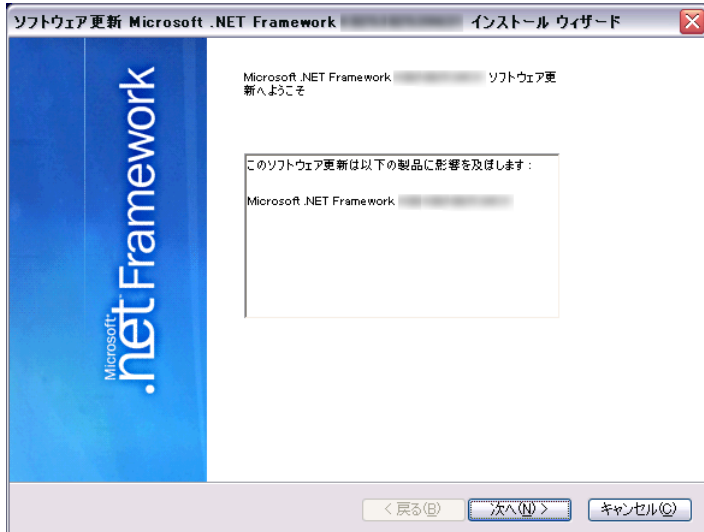 ソフトウェア更新 Microsoft .NET Framework インストール ウィザード
Microsoft .net Framework
Microsoft .NET Framework ソフトウェア更
新へようこそ
このソフトウェア更新は以下の製品に影響を及ぼします :
Microsoft .NET Framework
< 戻る(B)
次へ(N) >
キャンセル(C)